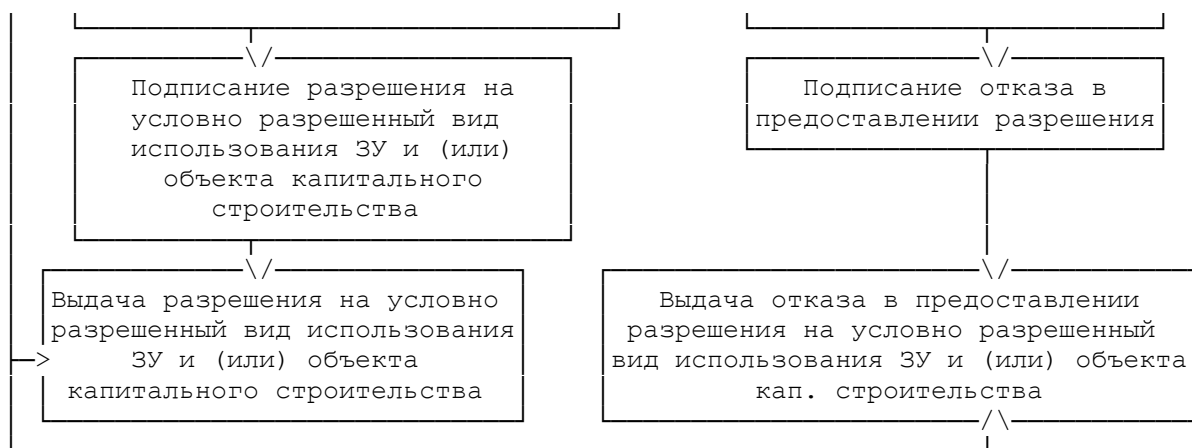 Подписание разрешения на
условно разрешенный вид
использования ЗУ и (или)
объекта капитального
строительства
Подписание отказа в
предоставлении разрешения
Выдача разрешения на условно
разрешенный вид использования
ЗУ и (или) объекта
капитального строительства
Выдача отказа в предоставлении
разрешения на условно разрешенный
вид использования ЗУ и (или) объекта
кап. строительства